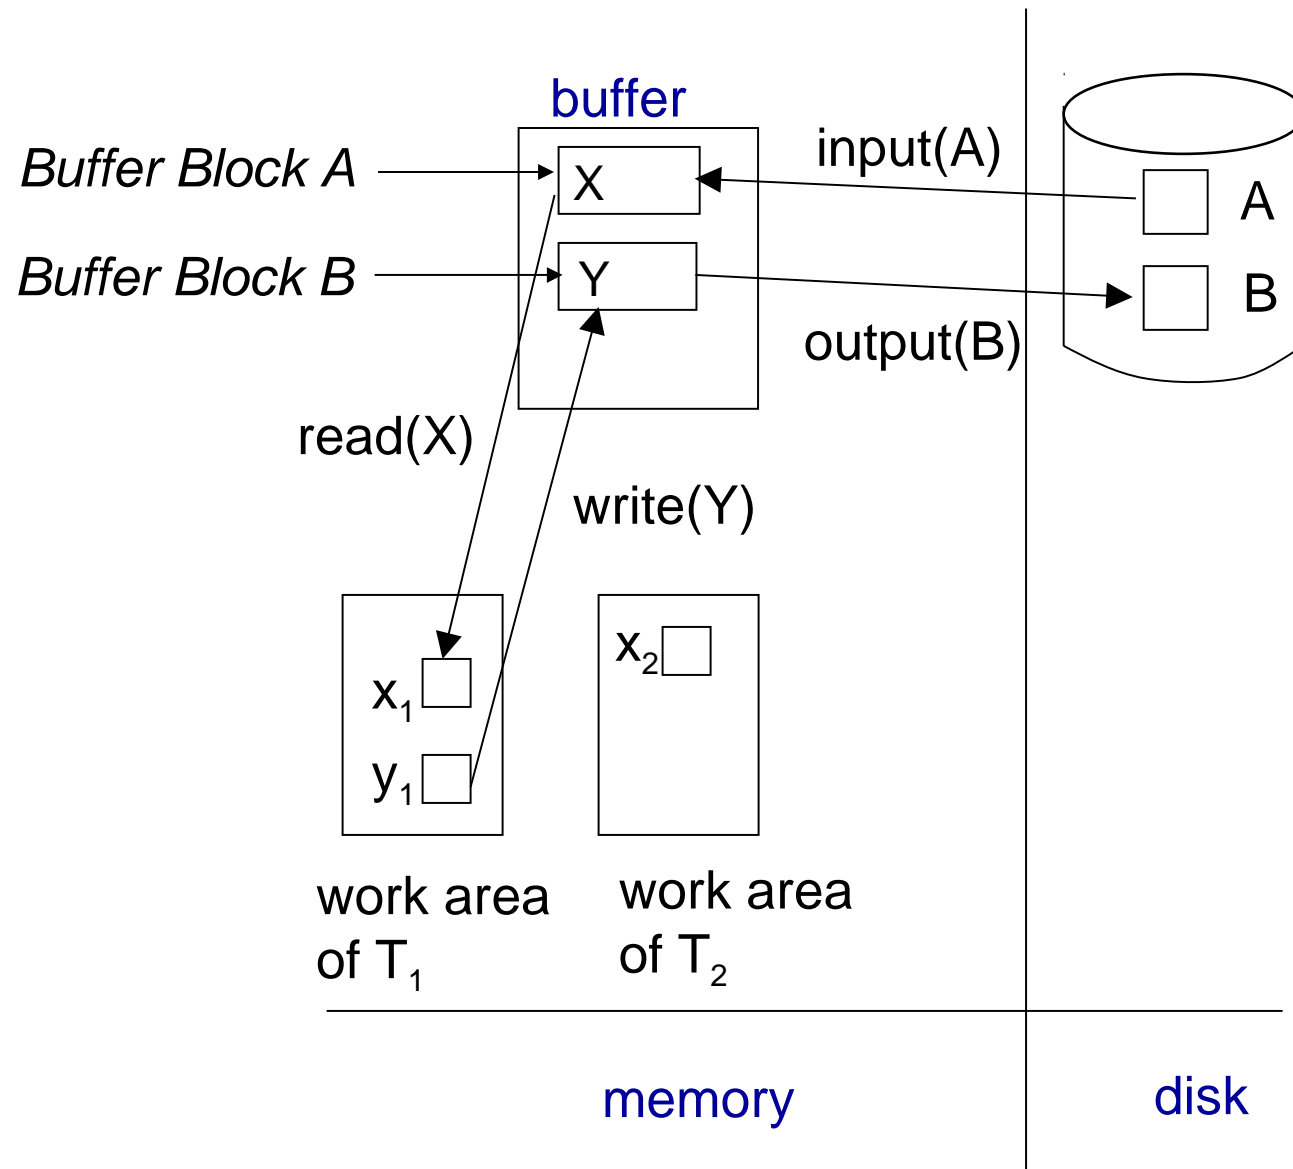 buffer
Buffer Block A
X
input(A)
A
Buffer Block B
Y
B
output(B)
read(X)
write(Y)
x₁
x₂
y₁
work area
of T₁
work area
of T₂
memory
disk